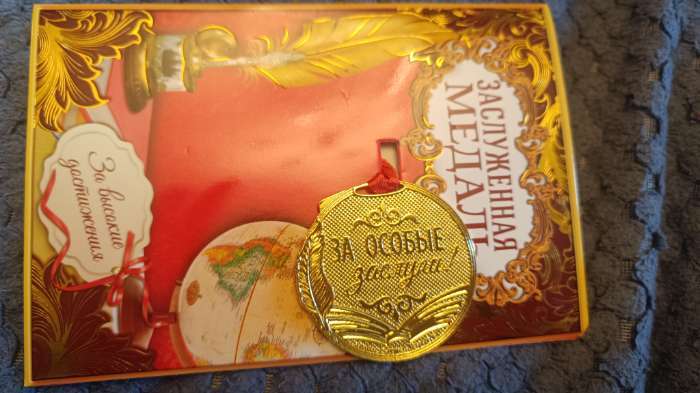 ЗАСЛУЖЕННАЯ
МЕДАЛЬ
ЗА ОСОБЫЕ
заслуги!
За высокие
достижения